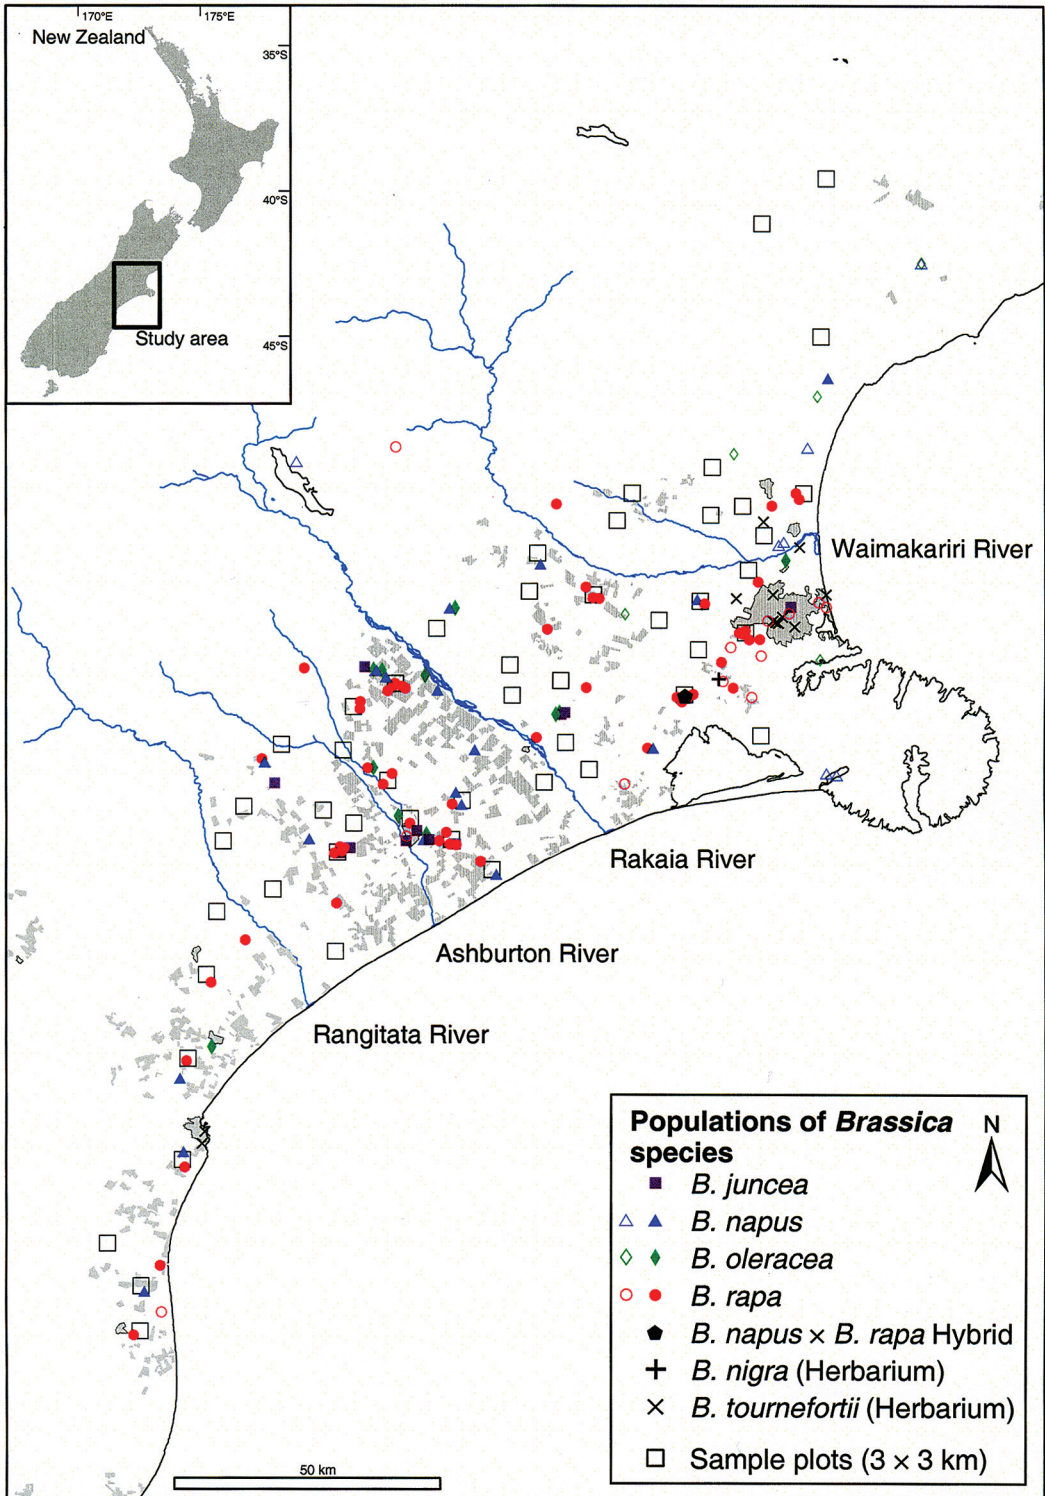 170°E 175°E
New Zealand
35°S
40°S
45°S
Study area
Waimakariri River
Rakaia River
Ashburton River
Rangitata River
Populations of Brassica
species
N
B. juncea
B. napus
B. oleracea
B. rapa
B. napus × B. rapa Hybrid
B. nigra (Herbarium)
B. tournefortii (Herbarium)
Sample plots (3 × 3 km)
50 km